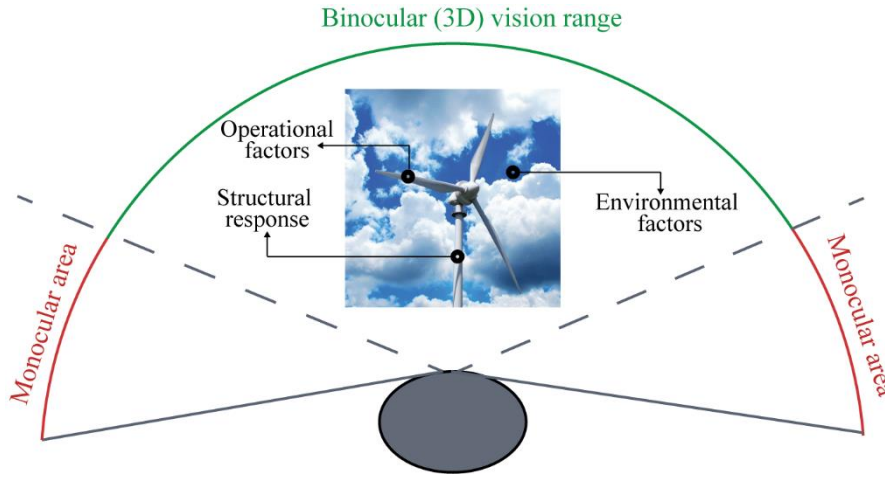 Binocular (3D) vision range
Operational
factors
Structural
response
Environmental
factors
Monocular area
Monocular area